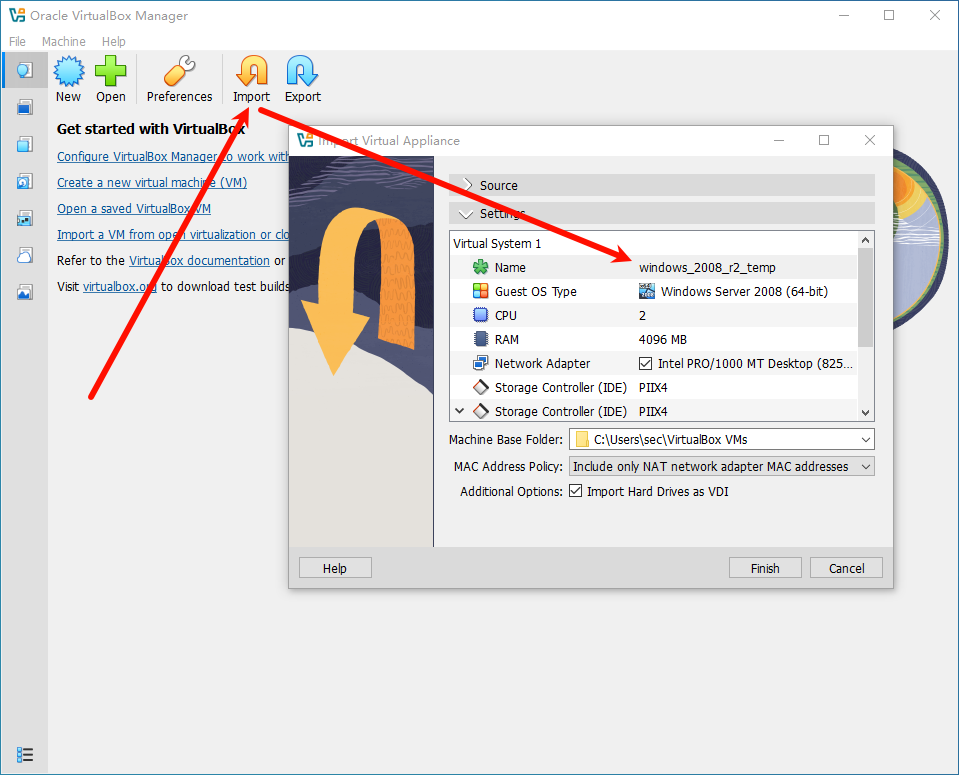 Oracle VirtualBox Manager
File Machine Help
New Open Preferences Import Export
Get started with VirtualBox
Configure VirtualBox Manager to work with
Create a new virtual machine (VM)
Open a saved VirtualBox VM
Import a VM from open virtualization or clo
Refer to the VirtualBox documentation or
Visit virtualbox.org to download test builds
Import Virtual Appliance
Source
Settings
Virtual System 1
Name windows_2008_r2_temp
Guest OS Type Windows Server 2008 (64-bit)
CPU 2
RAM 4096 MB
Network Adapter Intel PRO/1000 MT Desktop (825...
Storage Controller (IDE) PIIX4
Storage Controller (IDE) PIIX4
Machine Base Folder: C:\Users\sec\VirtualBox VMs
MAC Address Policy: Include only NAT network adapter MAC addresses
Additional Options: Import Hard Drives as VDI
Help Finish Cancel